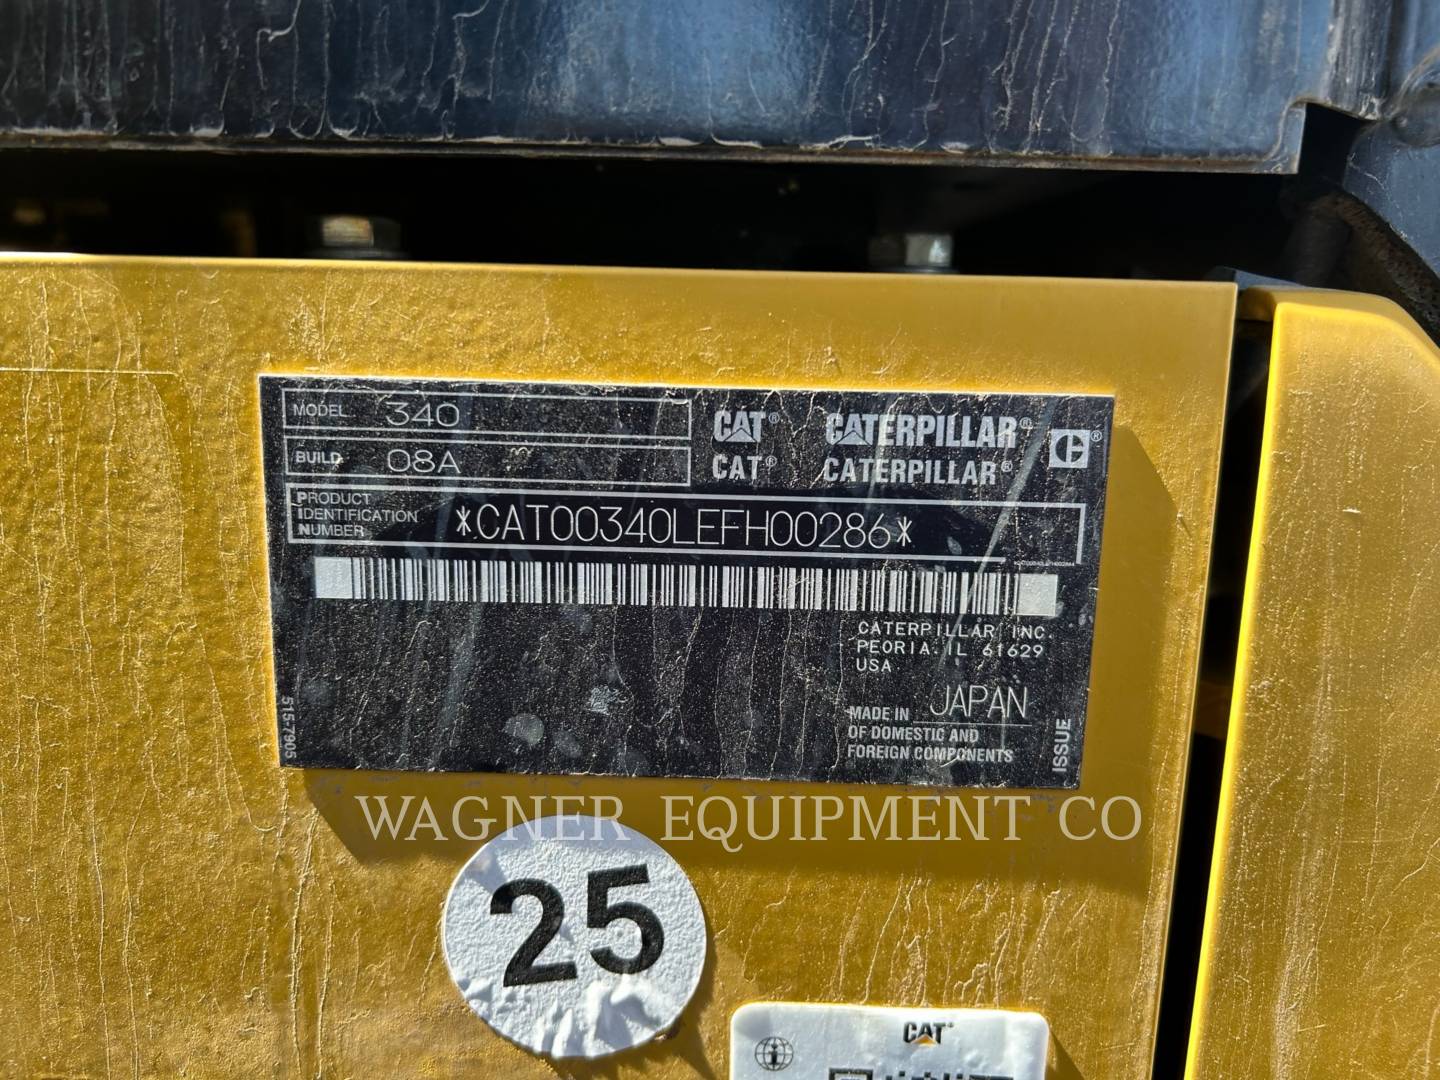 MODEL 340
BUILD 08A
CAT® CATERPILLAR®
CAT® CATERPILLAR®
C®
PRODUCT
IDENTIFICATION
NUMBER
*CAT00340LEFH00286*
CATERPILLAR INC.
PEORIA, IL 61629
USA
MADE IN JAPAN
OF DOMESTIC AND
FOREIGN COMPONENTS
515-7905
ISSUE
WAGNER EQUIPMENT CO
25
CAT